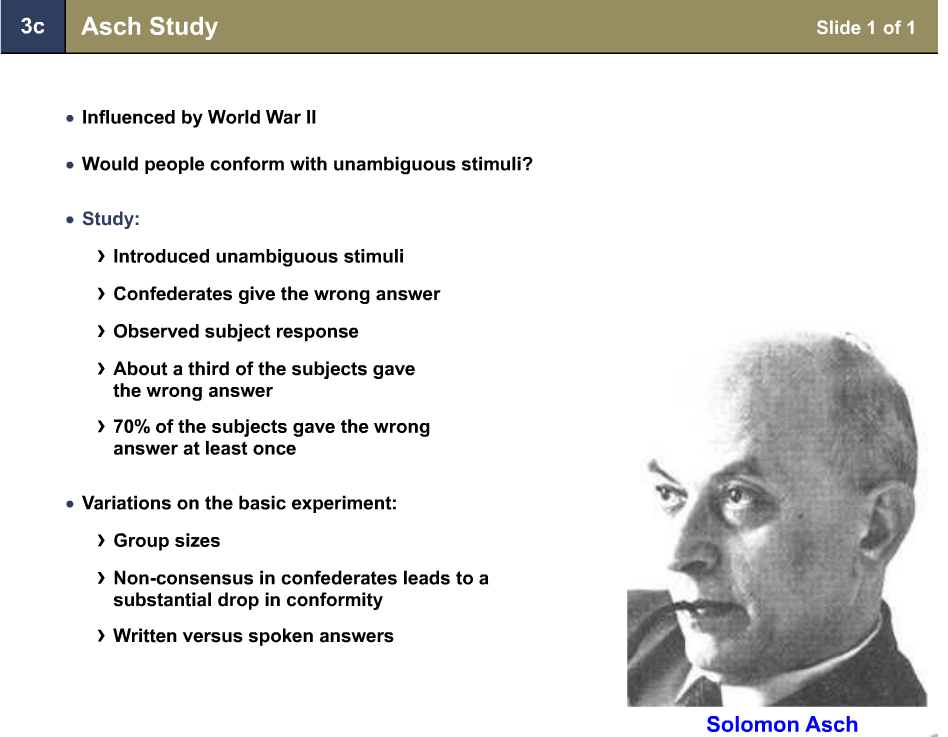 3c
Asch Study
Slide 1 of 1
• Influenced by World War II
• Would people conform with unambiguous stimuli?
• Study:
❯ Introduced unambiguous stimuli
❯ Confederates give the wrong answer
❯ Observed subject response
❯ About a third of the subjects gave
the wrong answer
❯ 70% of the subjects gave the wrong
answer at least once
• Variations on the basic experiment:
❯ Group sizes
❯ Non-consensus in confederates leads to a
substantial drop in conformity
❯ Written versus spoken answers
Solomon Asch